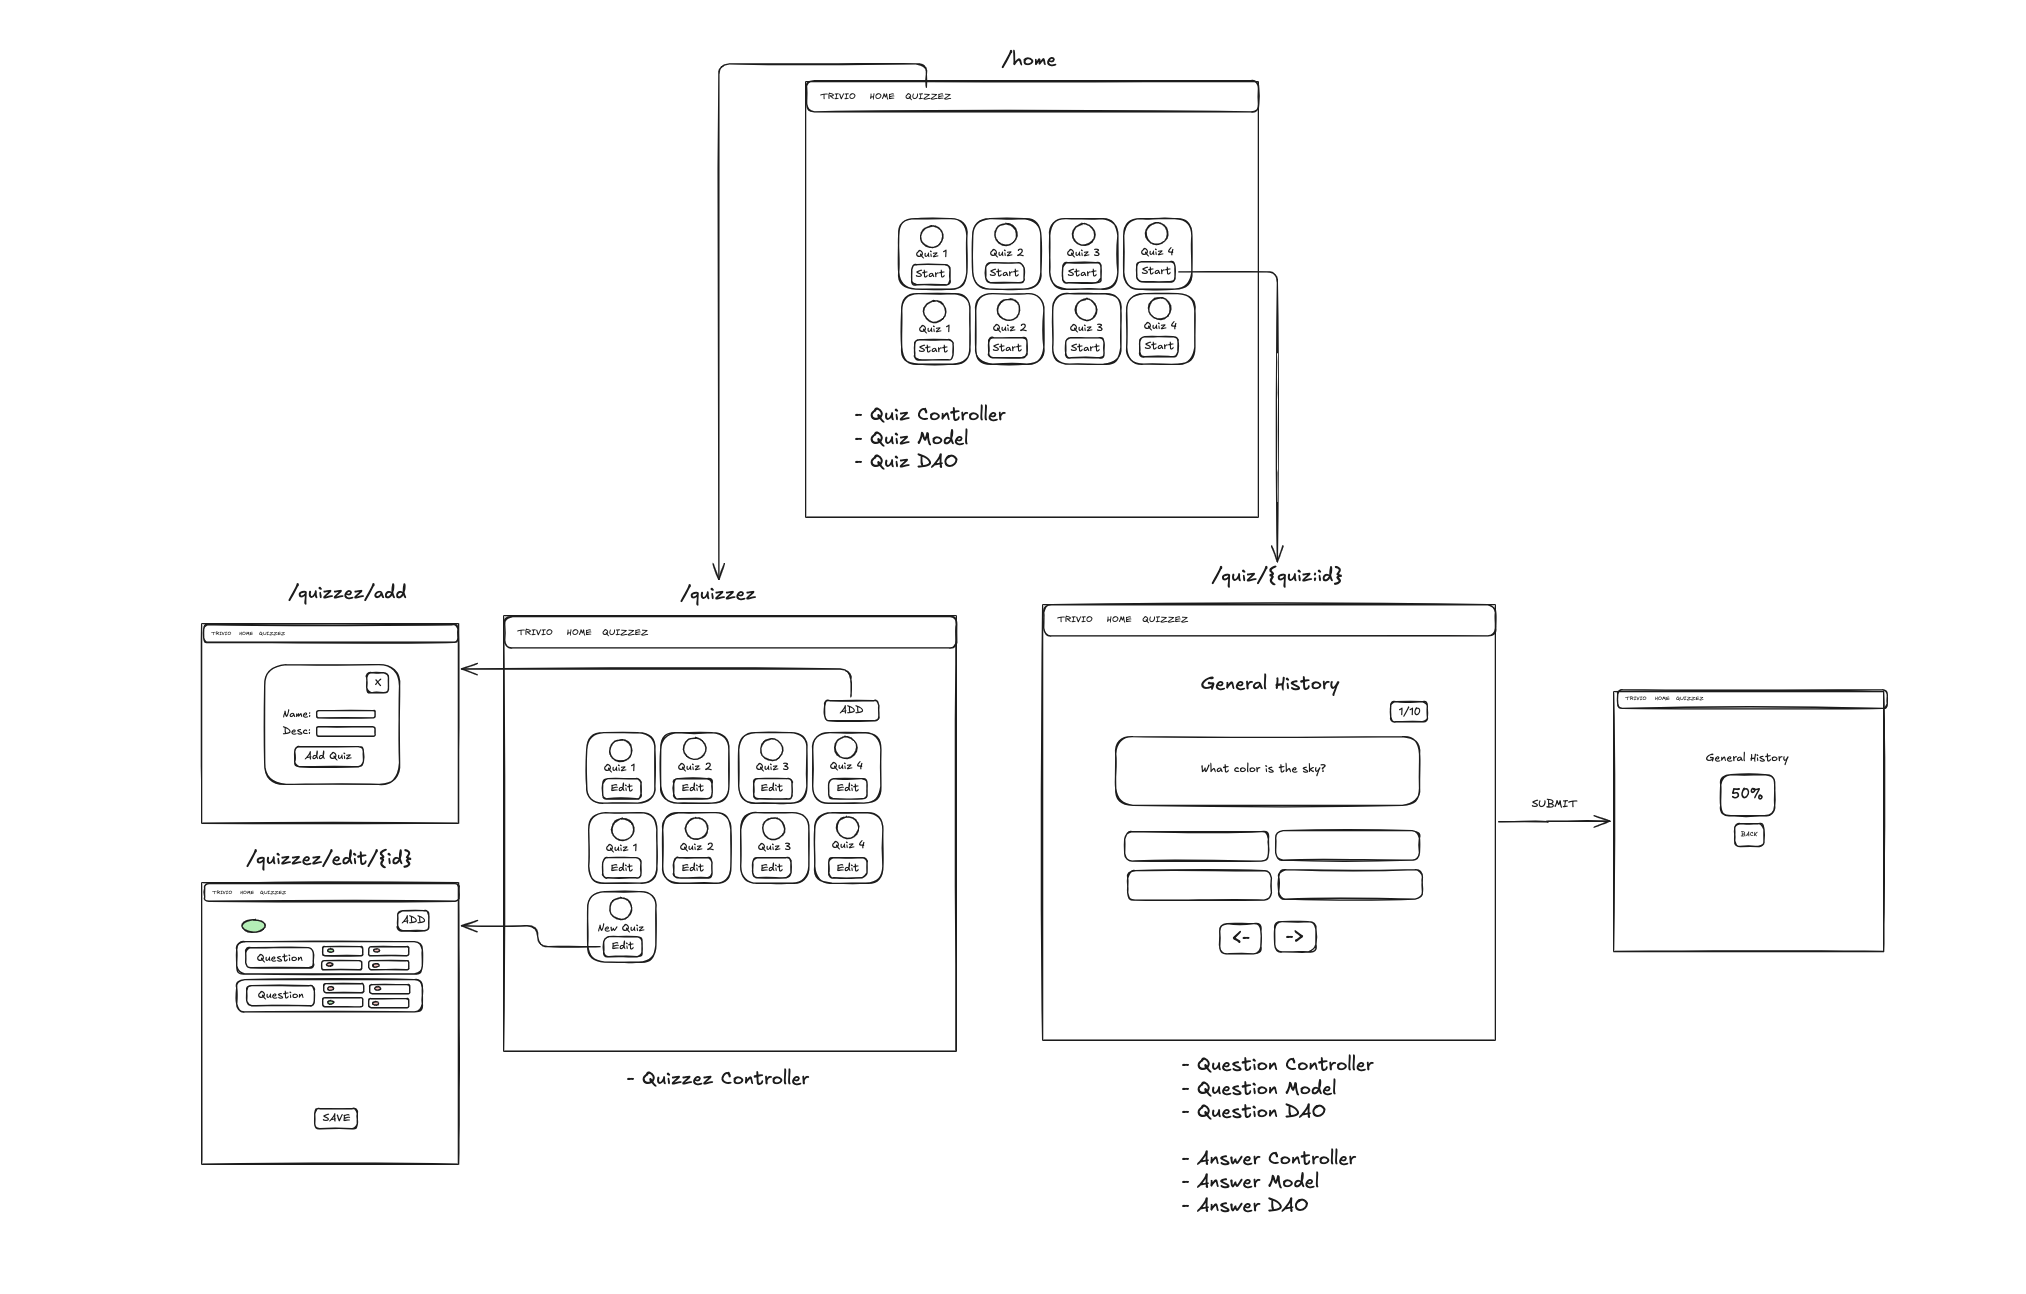 /home
TRIVIO HOME QUIZZEZ
Quiz 1 Quiz 2 Quiz 3 Quiz 4
Start Start Start Start
Quiz 1 Quiz 2 Quiz 3 Quiz 4
Start Start Start Start
- Quiz Controller
- Quiz Model
- Quiz DAO
/quizzez/add
TRIVIO HOME QUIZZEZ
X
Name:
Desc:
Add Quiz
/quizzez/edit/{id}
TRIVIO HOME QUIZZEZ
ADD
Question
Question
SAVE
/quizzez
TRIVIO HOME QUIZZEZ
ADD
Quiz 1 Quiz 2 Quiz 3 Quiz 4
Edit Edit Edit Edit
Quiz 1 Quiz 2 Quiz 3 Quiz 4
Edit Edit Edit Edit
New Quiz
Edit
- Quizzez Controller
/quiz/{quiz:id}
TRIVIO HOME QUIZZEZ
General History
1/10
What color is the sky?
<- ->
- Question Controller
- Question Model
- Question DAO
- Answer Controller
- Answer Model
- Answer DAO
SUBMIT
TRIVIO HOME QUIZZEZ
General History
50%
BACK